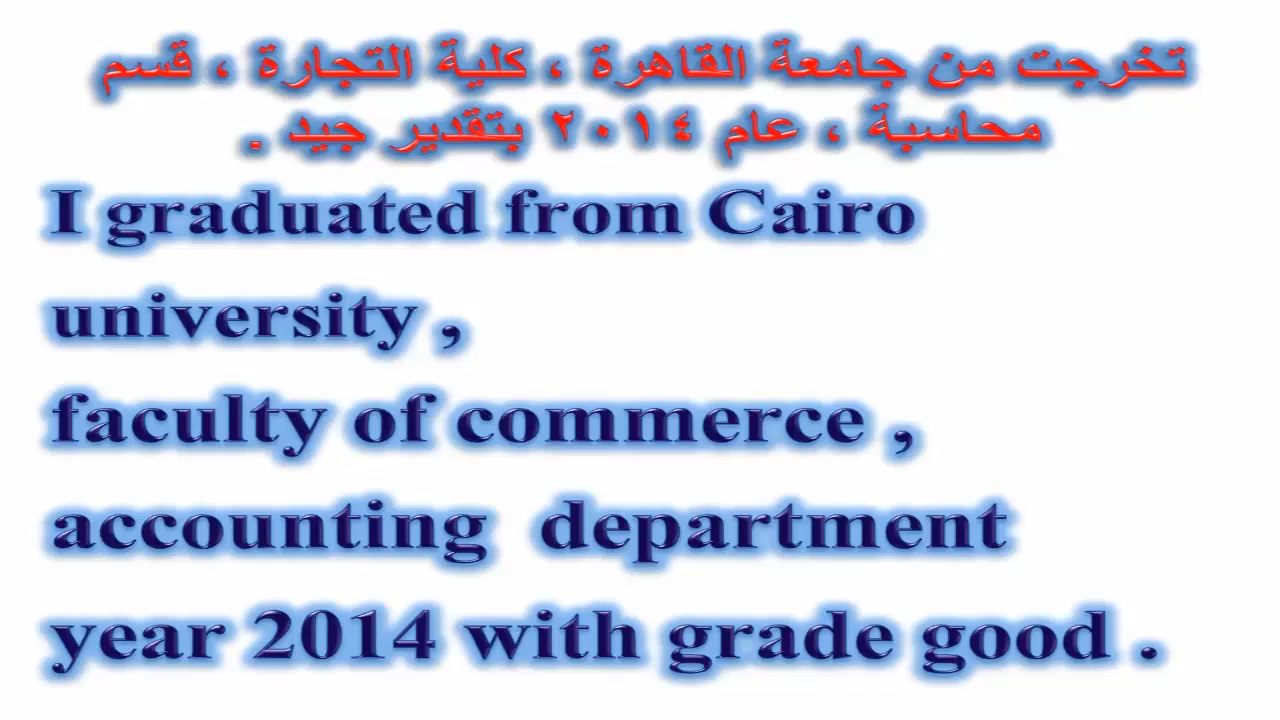 تخرجت من جامعة القاهرة ، كلية التجارة ، قسم
محاسبة ، عام ٢٠١٤ بتقدير جيد .
I graduated from Cairo
university ,
faculty of commerce ,
accounting  department
year 2014 with grade good .